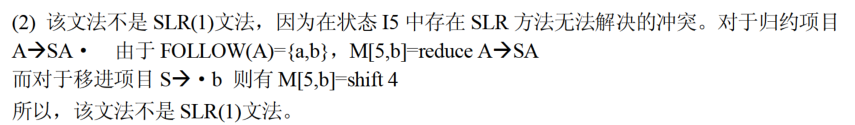 (2) 该文法不是 SLR(1)文法，因为在状态 I5 中存在 SLR 方法无法解决的冲突。对于归约项目
A→SA• 由于 FOLLOW(A)={a,b}，M[5,b]=reduce A→SA
而对于移进项目 S→•b 则有 M[5,b]=shift 4
所以，该文法不是 SLR(1)文法。